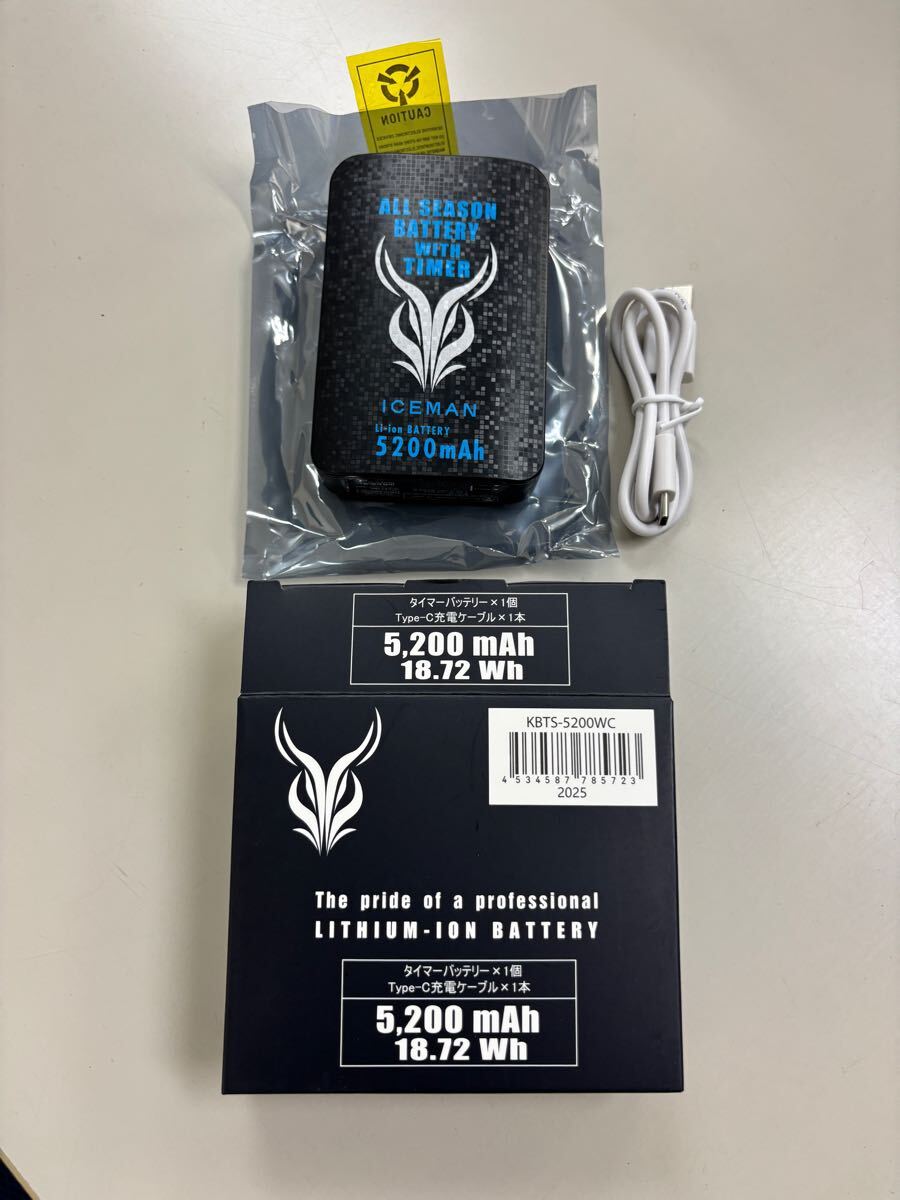 CAUTION
ALL SEASON
BATTERY
WITH
TIMER
ICEMAN
Li-ion BATTERY
5200mAh
タイマーバッテリー×1個
Type-C充電ケーブル×1本
5,200 mAh
18.72 Wh
KBTS-5200WC
4 534587 785723
2025
The pride of a professional
LITHIUM-ION BATTERY
タイマーバッテリー×1個
Type-C充電ケーブル×1本
5,200 mAh
18.72 Wh